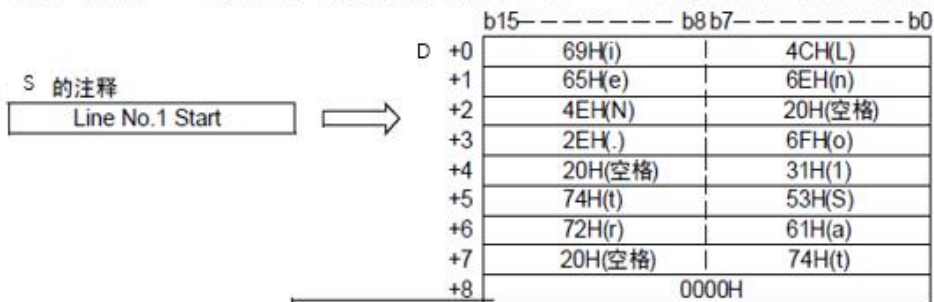 b15 b8 b7 b0
D +0 69H(i) 4CH(L)
S 的注释 +1 65H(e) 6EH(n)
Line No.1 Start +2 4EH(N) 20H(空格)
+3 2EH(.) 6FH(o)
+4 20H(空格) 31H(1)
+5 74H(t) 53H(S)
+6 72H(r) 61H(a)
+7 20H(空格) 74H(t)
+8 0000H